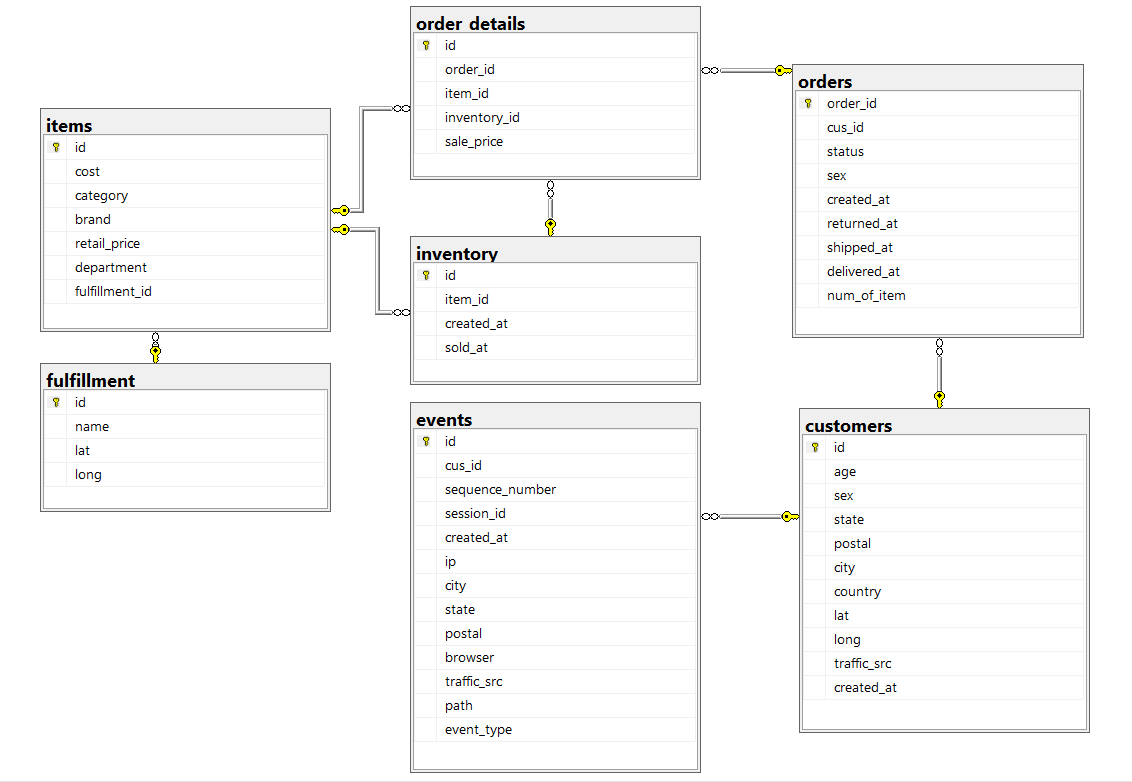 order_details
id
order_id
item_id
inventory_id
sale_price
orders
order_id
cus_id
status
sex
created_at
returned_at
shipped_at
delivered_at
num_of_item
items
id
cost
category
brand
retail_price
department
fulfillment_id
inventory
id
item_id
created_at
sold_at
fulfillment
id
name
lat
long
events
id
cus_id
sequence_number
session_id
created_at
ip
city
state
postal
browser
traffic_src
path
event_type
customers
id
age
sex
state
postal
city
country
lat
long
traffic_src
created_at